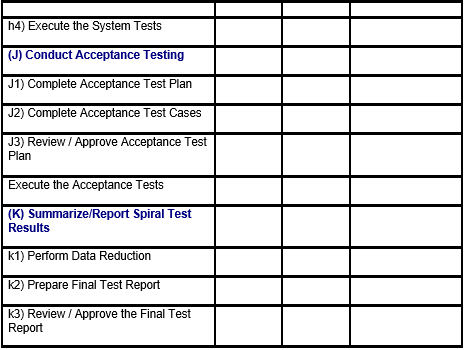 h4) Execute the System Tests
(J) Conduct Acceptance Testing
J1) Complete Acceptance Test Plan
J2) Complete Acceptance Test Cases
J3) Review / Approve Acceptance Test
Plan
Execute the Acceptance Tests
(K) Summarize/Report Spiral Test
Results
k1) Perform Data Reduction
k2) Prepare Final Test Report
k3) Review / Approve the Final Test
Report